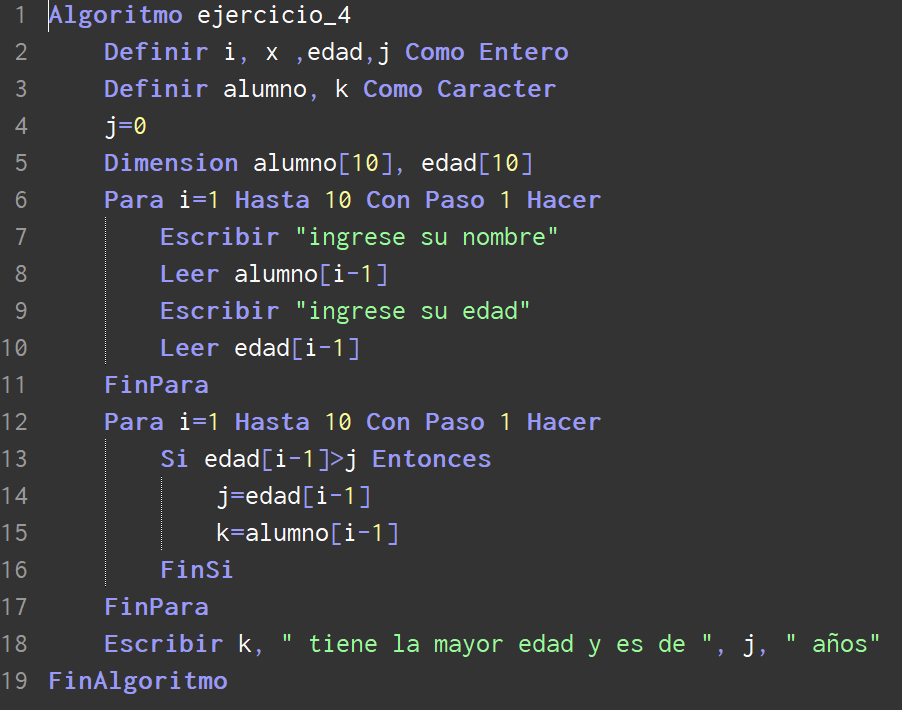 1 Algoritmo ejercicio_4
2 Definir i, x ,edad,j Como Entero
3 Definir alumno, k Como Caracter
4 j=0
5 Dimension alumno[10], edad[10]
6 Para i=1 Hasta 10 Con Paso 1 Hacer
7 Escribir "ingrese su nombre"
8 Leer alumno[i-1]
9 Escribir "ingrese su edad"
10 Leer edad[i-1]
11 FinPara
12 Para i=1 Hasta 10 Con Paso 1 Hacer
13 Si edad[i-1]>j Entonces
14 j=edad[i-1]
15 k=alumno[i-1]
16 FinSi
17 FinPara
18 Escribir k, " tiene la mayor edad y es de ", j, " años"
19 FinAlgoritmo